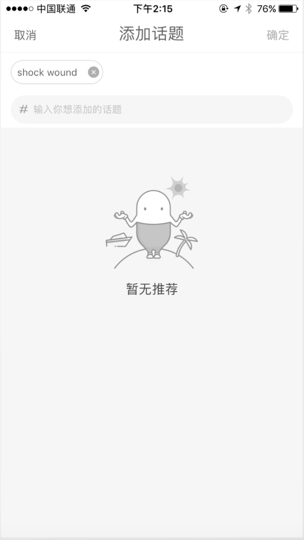 中国联通 下午2:15 76%
取消 添加话题 确定
shock wound
# 输入你想添加的话题
暂无推荐